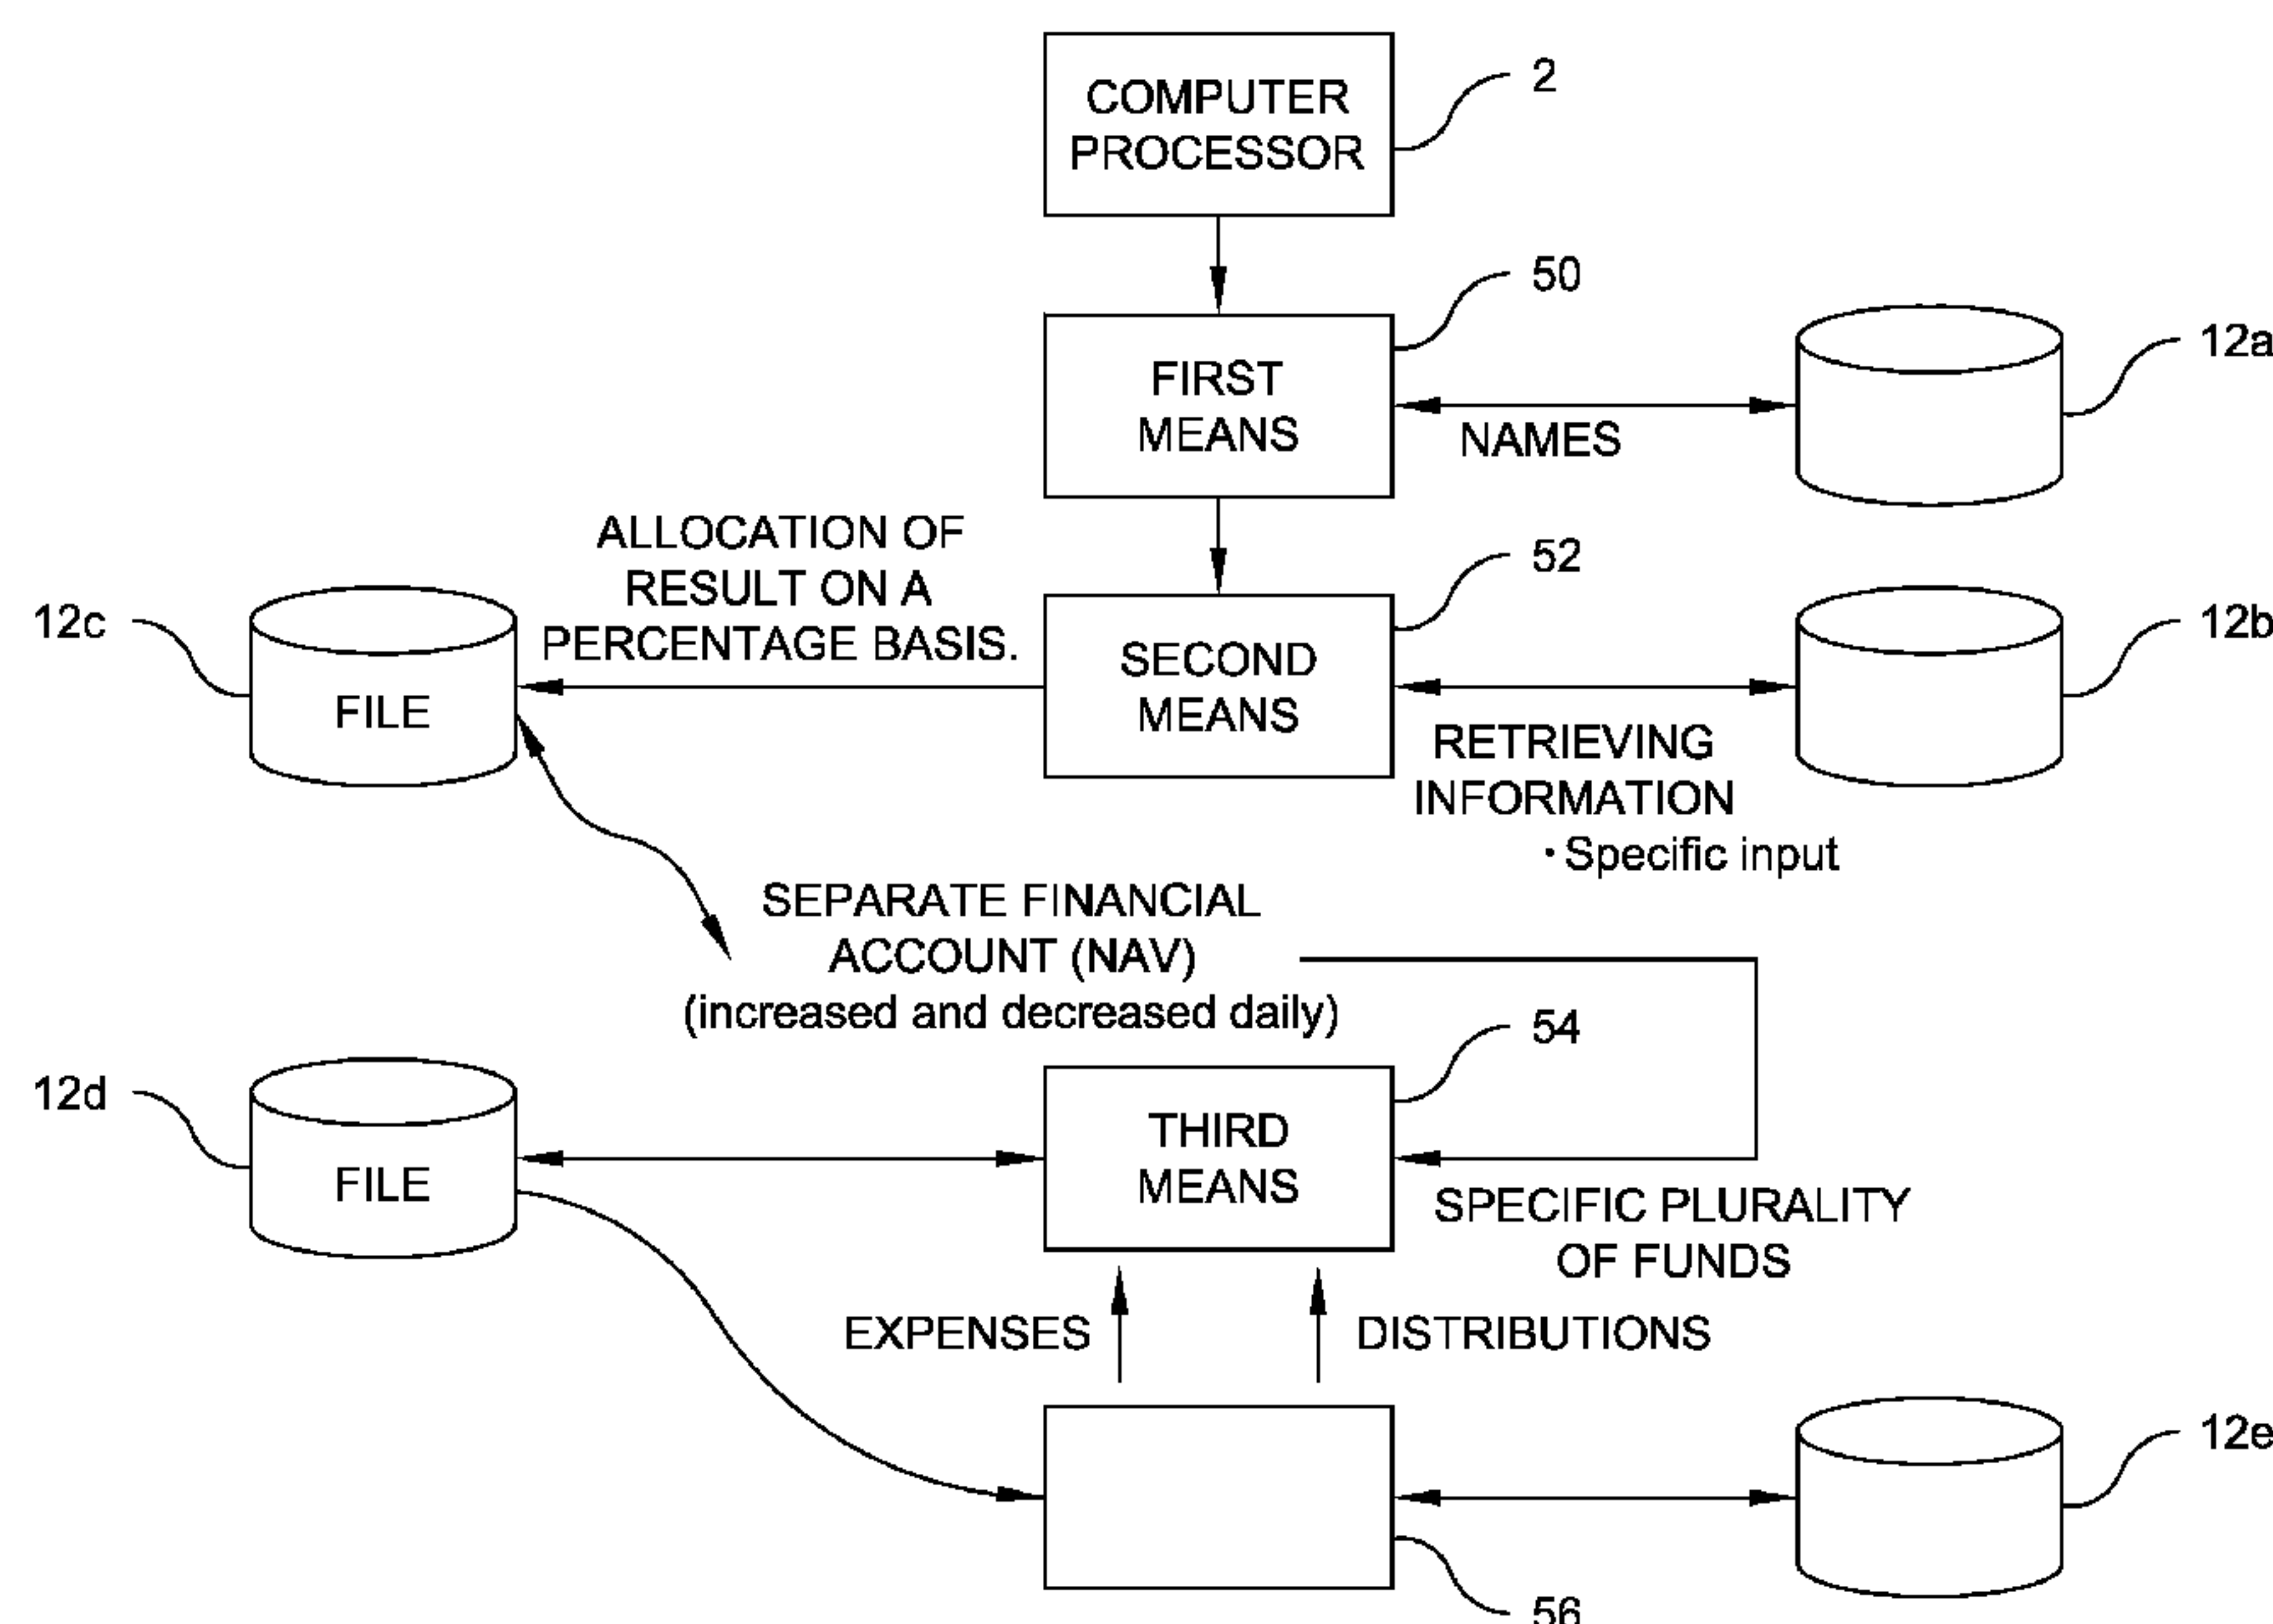 COMPUTER
PROCESSOR
2
50
FIRST
MEANS
NAMES
12a
ALLOCATION OF
RESULT ON A
PERCENTAGE BASIS.
52
12c
FILE
SECOND
MEANS
12b
RETRIEVING
INFORMATION
• Specific input
SEPARATE FINANCIAL
ACCOUNT (NAV)
(increased and decreased daily)
54
12d
FILE
THIRD
MEANS
SPECIFIC PLURALITY
OF FUNDS
EXPENSES
DISTRIBUTIONS
12e
56